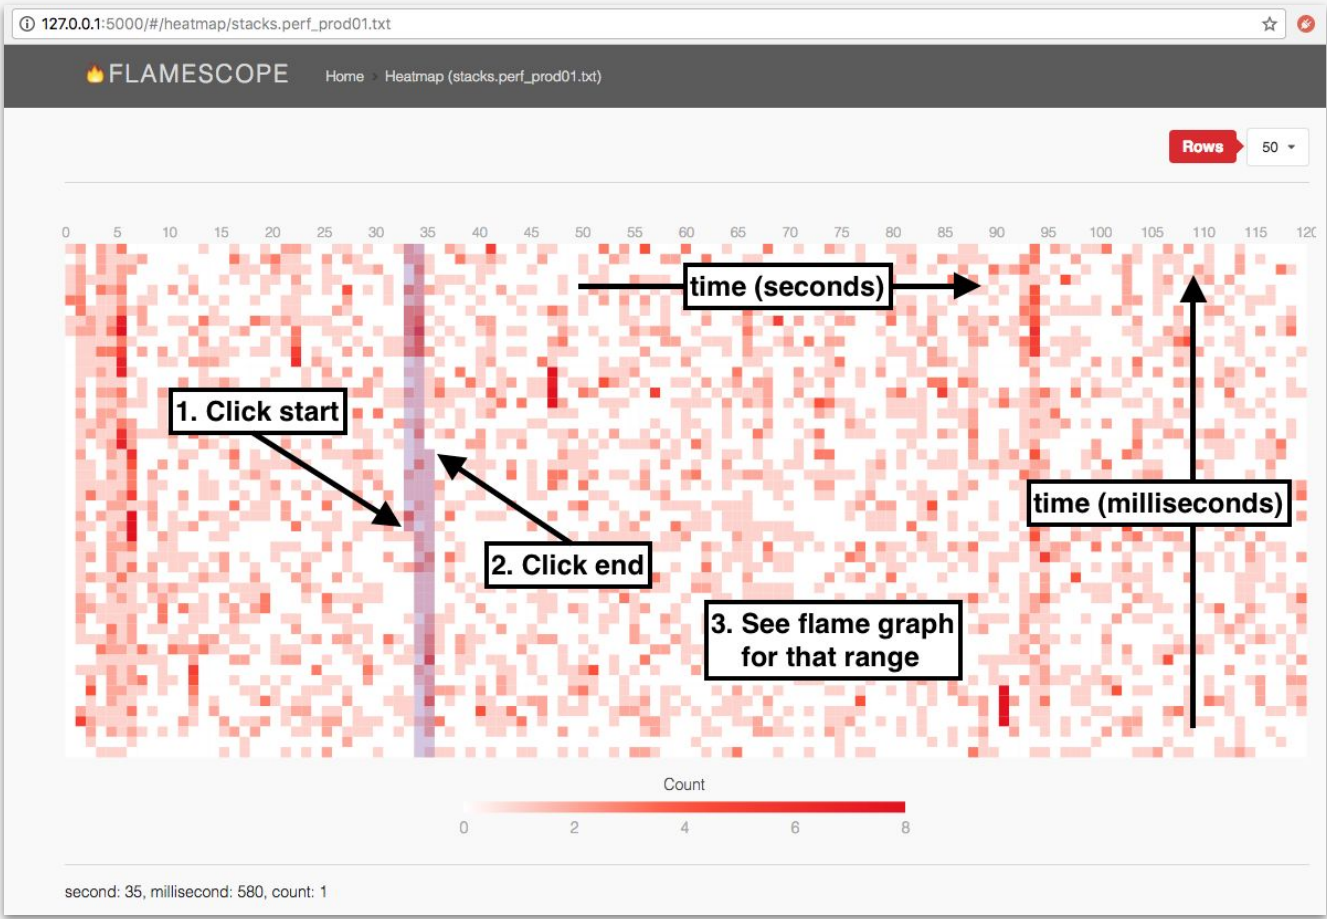 127.0.0.1:5000/#/heatmap/stacks.perf_prod01.txt
FLAMESCOPE
Home Heatmap (stacks.perf_prod01.txt)
Rows 50
0 5 10 15 20 25 30 35 40 45 50 55 60 65 70 75 80 85 90 95 100 105 110 115 120
time (seconds)
1. Click start
time (milliseconds)
2. Click end
3. See flame graph
for that range
Count
0 2 4 6 8
second: 35, millisecond: 580, count: 1